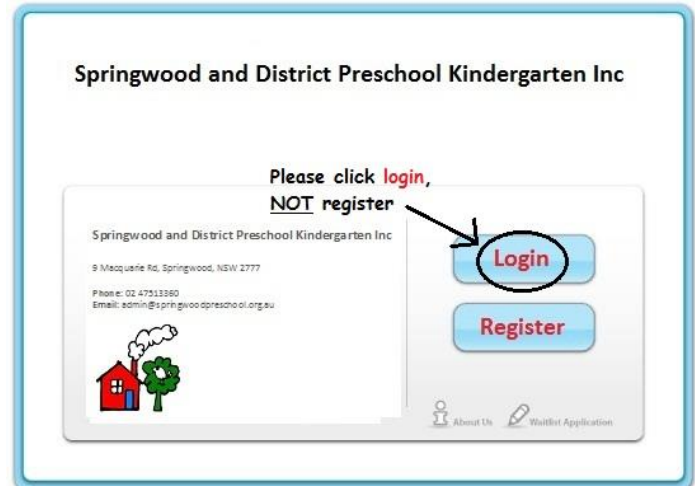 Springwood and District Preschool Kindergarten Inc
Please click login,
NOT register
Springwood and District Preschool Kindergarten Inc
9 Macquarie Rd, Springwood, NSW 2777
Phone: 02 47513360
Email: admin@springwoodpreschool.org.au
Login
Register
About Us
Waitlist Application